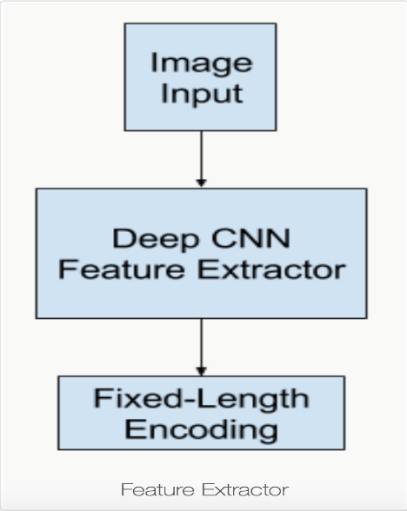 Image
Input
Deep CNN
Feature Extractor
Fixed-Length
Encoding
Feature Extractor